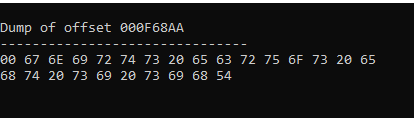 Dump of offset 000F68AA
-------------------------------
00 67 6E 69 72 74 73 20 65 63 72 75 6F 73 20 65
68 74 20 73 69 20 73 69 68 54